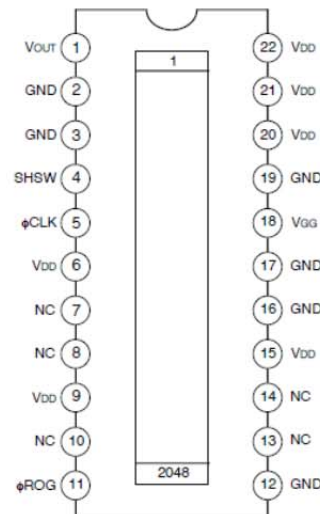 VOUT 1 22 VDD
1
GND 2 21 VDD
GND 3 20 VDD
SHSW 4 19 GND
ϕCLK 5 18 VGG
VDD 6 17 GND
NC 7 16 GND
NC 8 15 VDD
VDD 9 14 NC
NC 10 13 NC
2048
ϕROG 11 12 GND